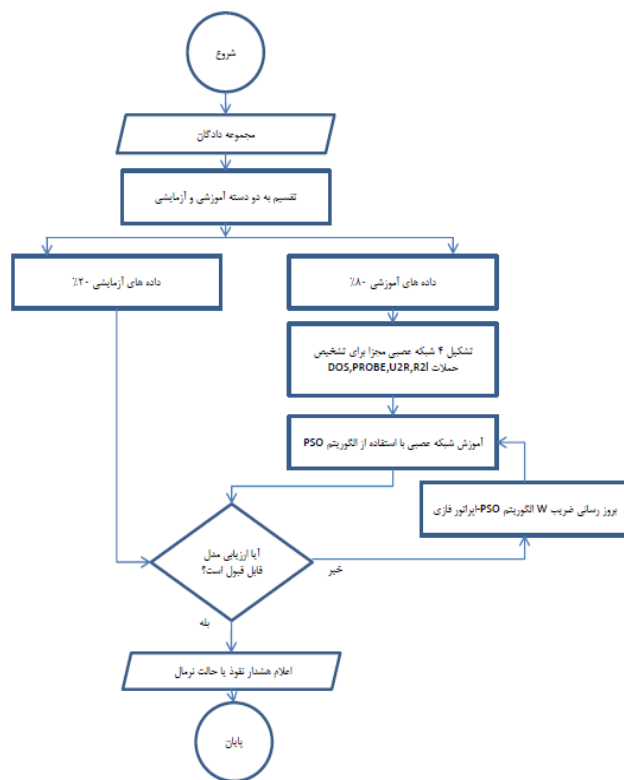 شروع
مجموعه دادگان
تقسیم به دو دسته آموزشی و آزمایشی
داده های آموزشی ۸۰٪
داده های آزمایشی ۲۰٪
تشکیل ۴ شبکه عصبی مجزا برای تشخیص
حملات DOS,PROBE,U2R,R2l
آموزش شبکه عصبی با استفاده از الگوریتم PSO
بروز رسانی ضریب W الگوریتم PSO-اپراتور فازی
آیا ارزیابی مدل
قابل قبول است؟
خیر
بله
اعلام هشدار نفوذ یا حالت نرمال
پایان